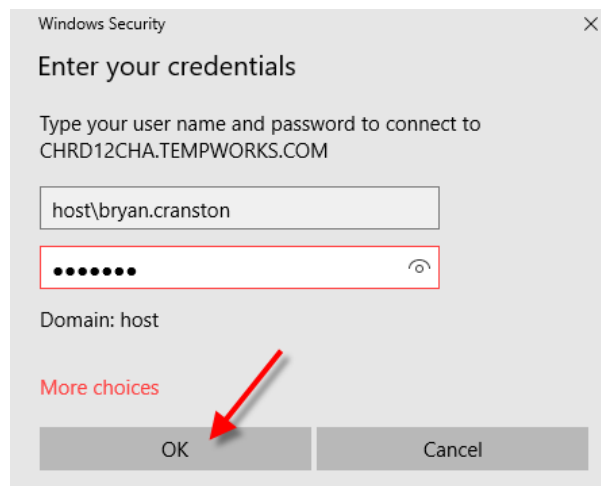 Windows Security
Enter your credentials
Type your user name and password to connect to
CHRD12CHA.TEMPWORKS.COM
host\bryan.cranston
●●●●●●●
Domain: host
More choices
OK
Cancel